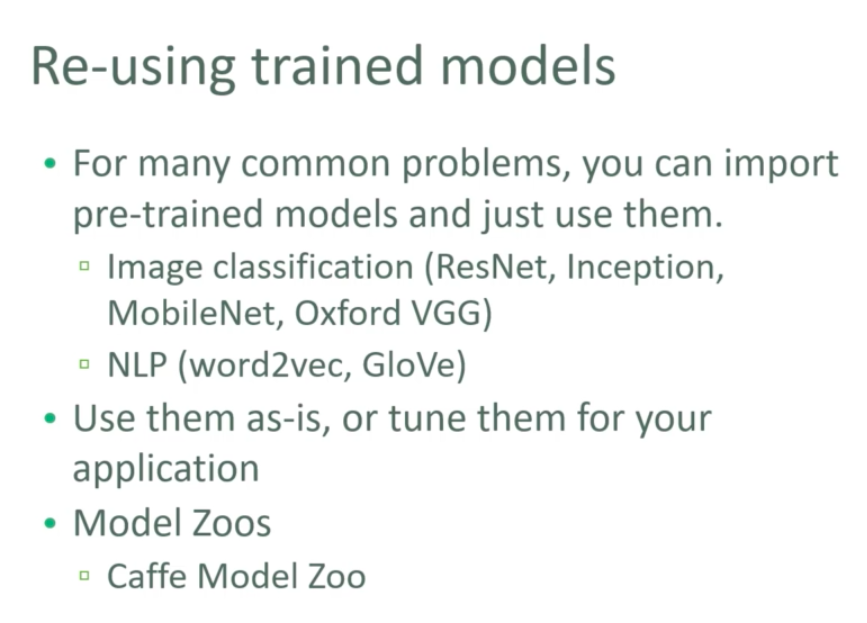 Re-using trained models
• For many common problems, you can import
pre-trained models and just use them.
▫ Image classification (ResNet, Inception,
MobileNet, Oxford VGG)
▫ NLP (word2vec, GloVe)
• Use them as-is, or tune them for your
application
• Model Zoos
▫ Caffe Model Zoo